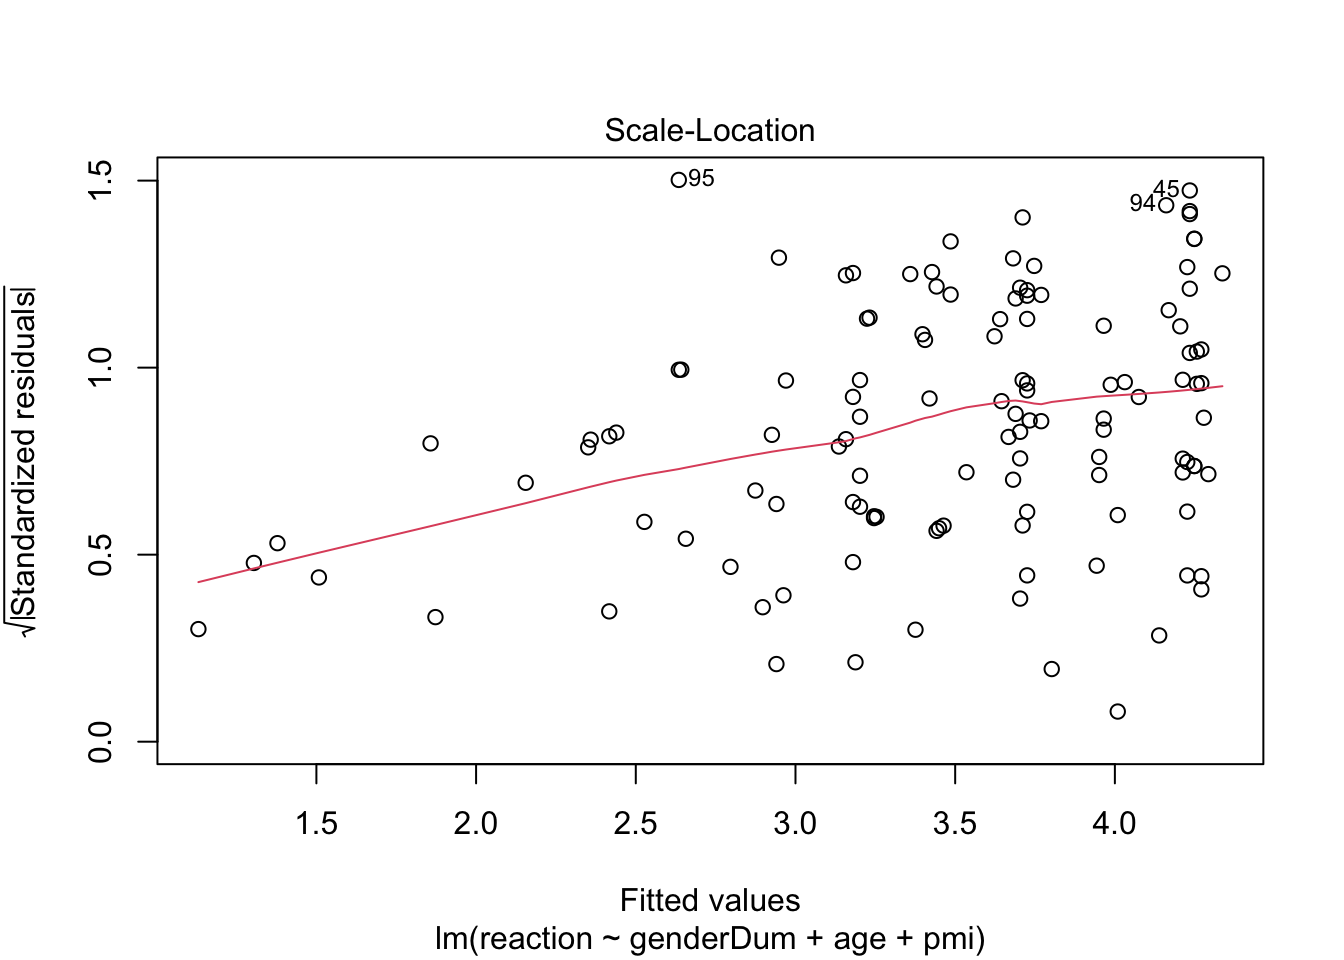 Scale-Location
√|Standardized residuals|
1.5
1.0
0.5
0.0
95
45
94
1.5 2.0 2.5 3.0 3.5 4.0
Fitted values
lm(reaction ~ genderDum + age + pmi)